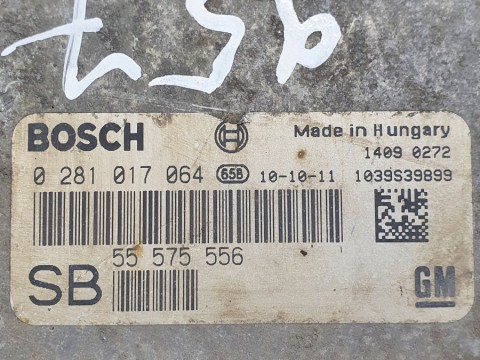 BOSCH Made in Hungary
1409 0272
0 281 017 064 658 10-10-11 1039S39899
55 575 556
SB GM